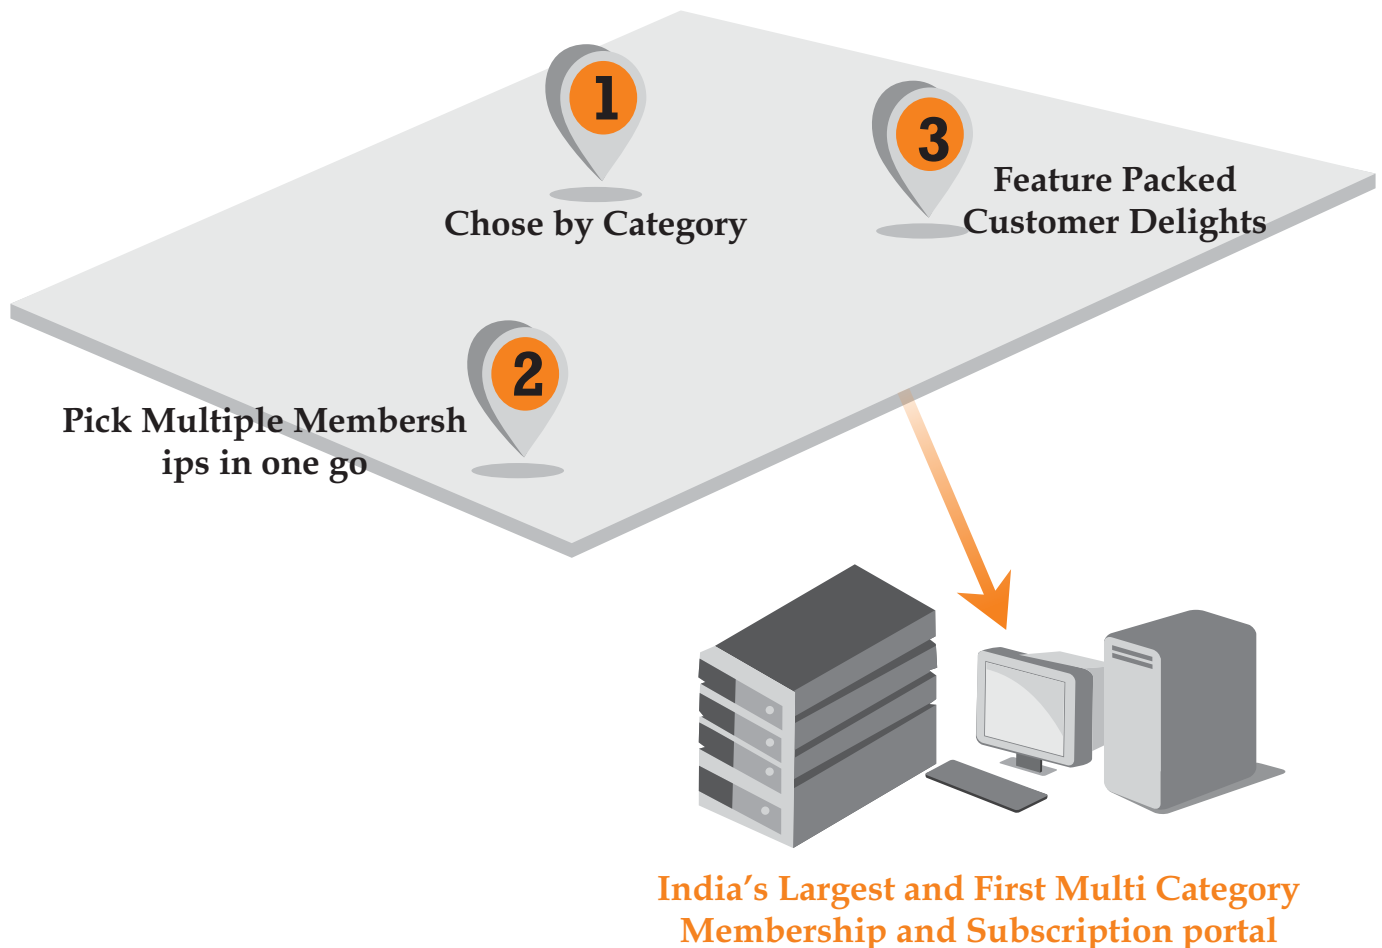 1
Chose by Category
2
Pick Multiple Membersh
ips in one go
3
Feature Packed
Customer Delights
India's Largest and First Multi Category
Membership and Subscription portal